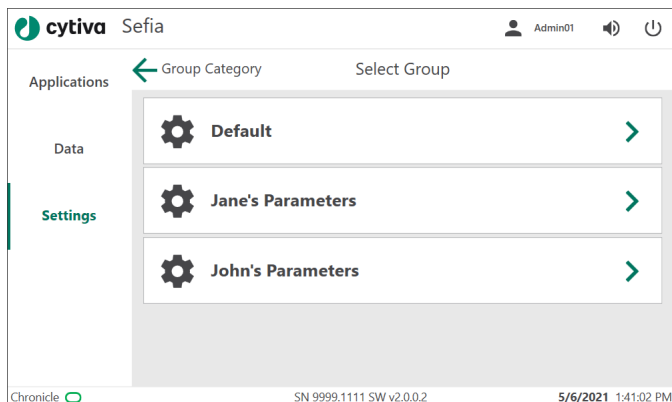 cytiva Sefia Admin01
Applications
Data
Settings
Group Category Select Group
Default
Jane's Parameters
John's Parameters
Chronicle SN 9999.1111 SW v2.0.0.2 5/6/2021 1:41:02 PM